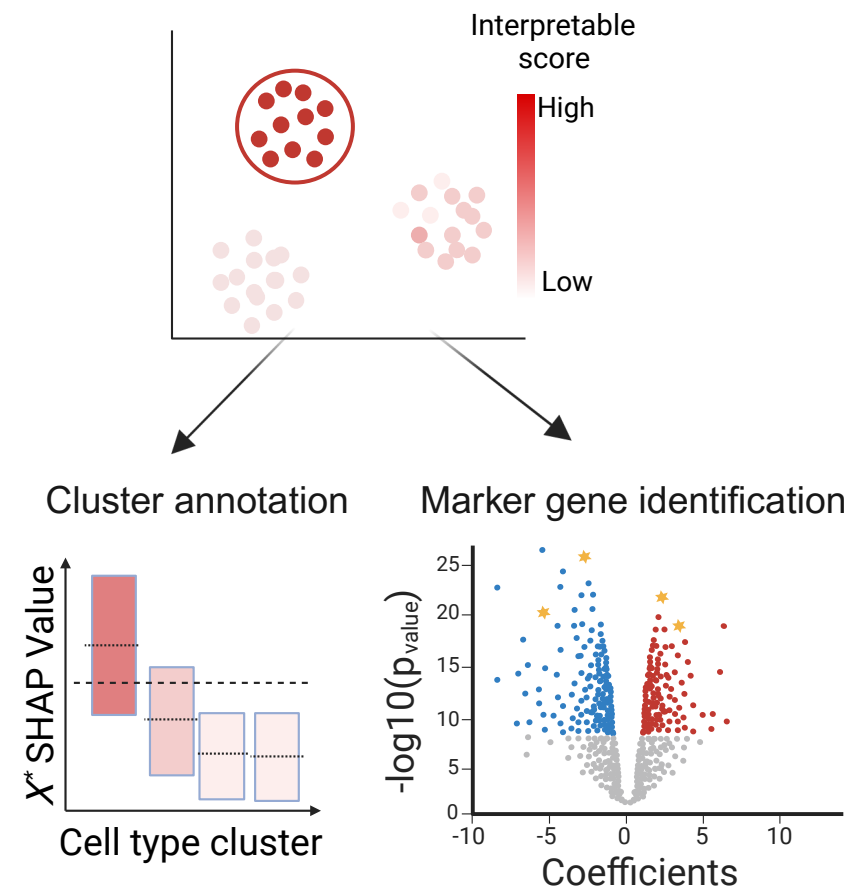 Interpretable
score
High
Low
Cluster annotation
Marker gene identification
X* SHAP Value
Cell type cluster
-log10(pvalue)
25
20
15
10
5
0
-10
-5
0
5
10
Coefficients